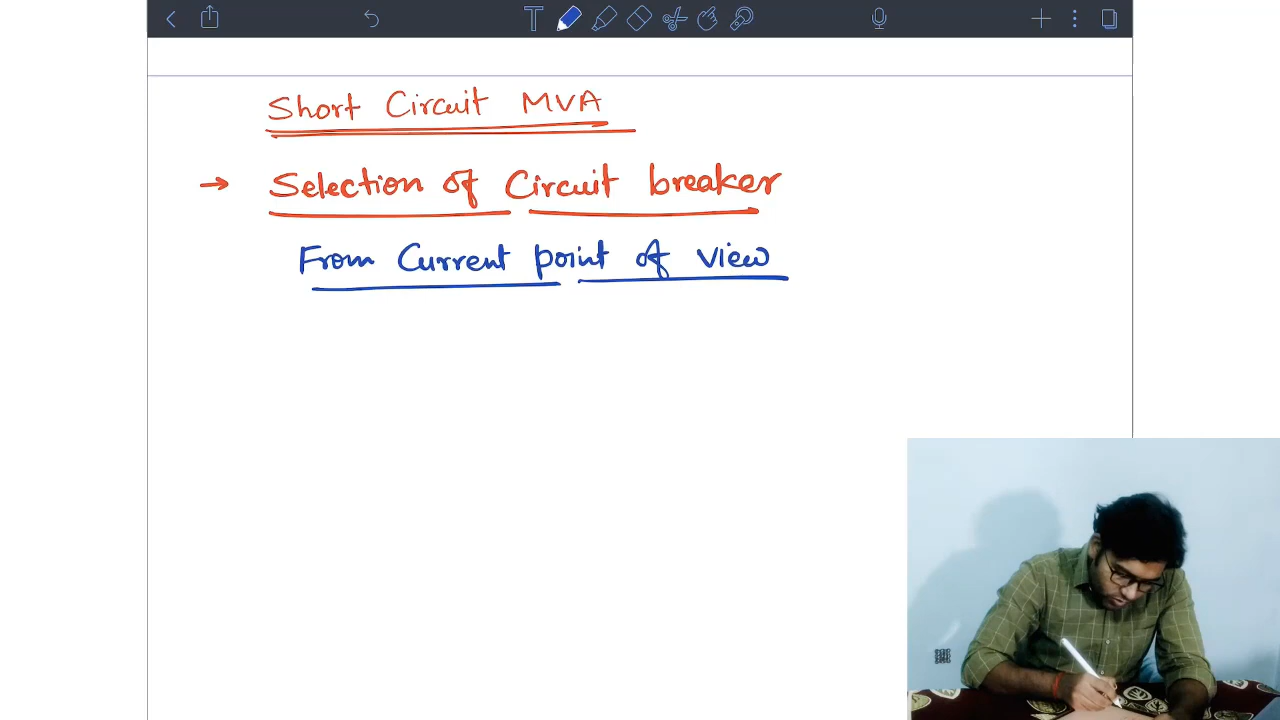 Short Circuit MVA
→ Selection of Circuit breaker
From Current point of view